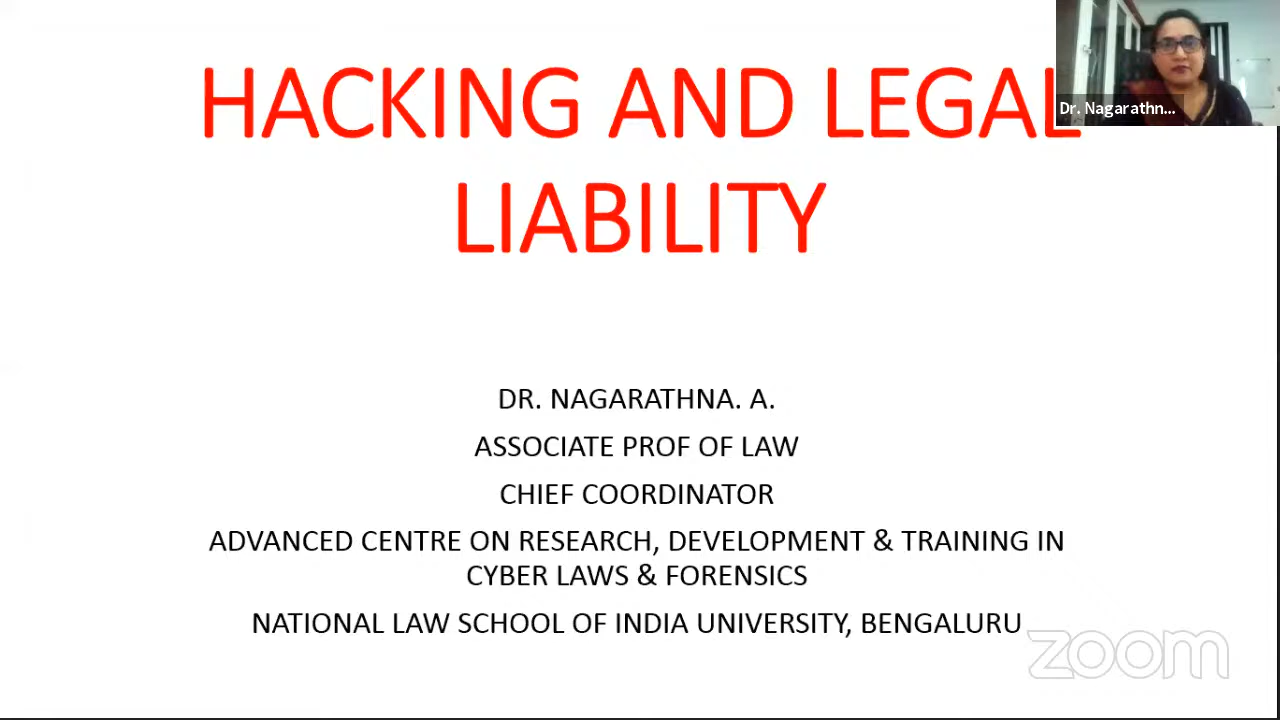 HACKING AND LEGAL
LIABILITY
Dr. Nagarathn...
DR. NAGARATHNA. A.
ASSOCIATE PROF OF LAW
CHIEF COORDINATOR
ADVANCED CENTRE ON RESEARCH, DEVELOPMENT & TRAINING IN
CYBER LAWS & FORENSICS
NATIONAL LAW SCHOOL OF INDIA UNIVERSITY, BENGALURU
zoom